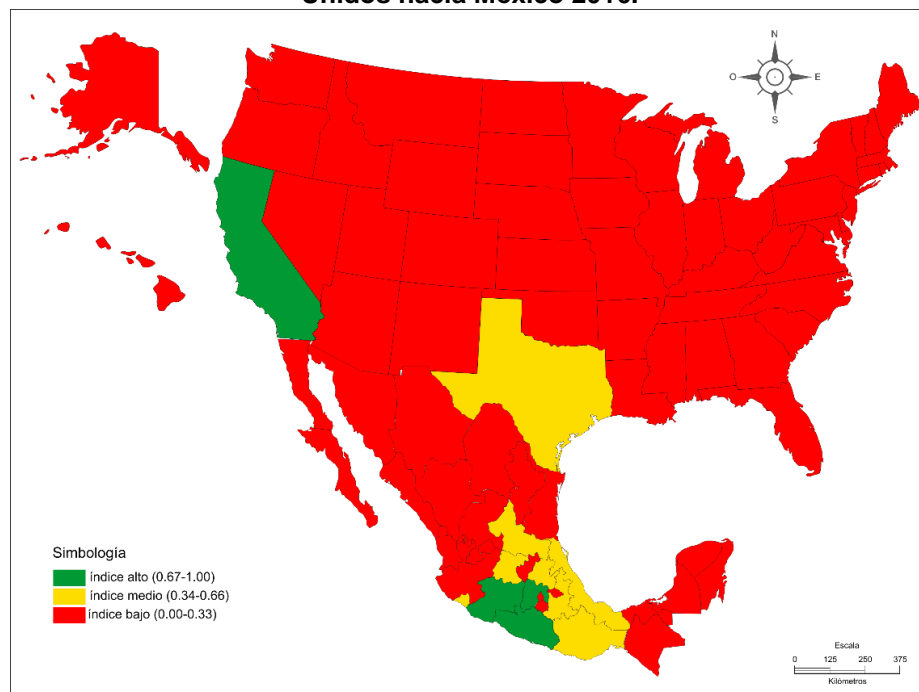 Unidos hacia México 2016.
N
O
E
S
Simbología
índice alto (0.67-1.00)
índice medio (0.34-0.66)
índice bajo (0.00-0.33)
Escala
0 125 250 375
Kilómetros